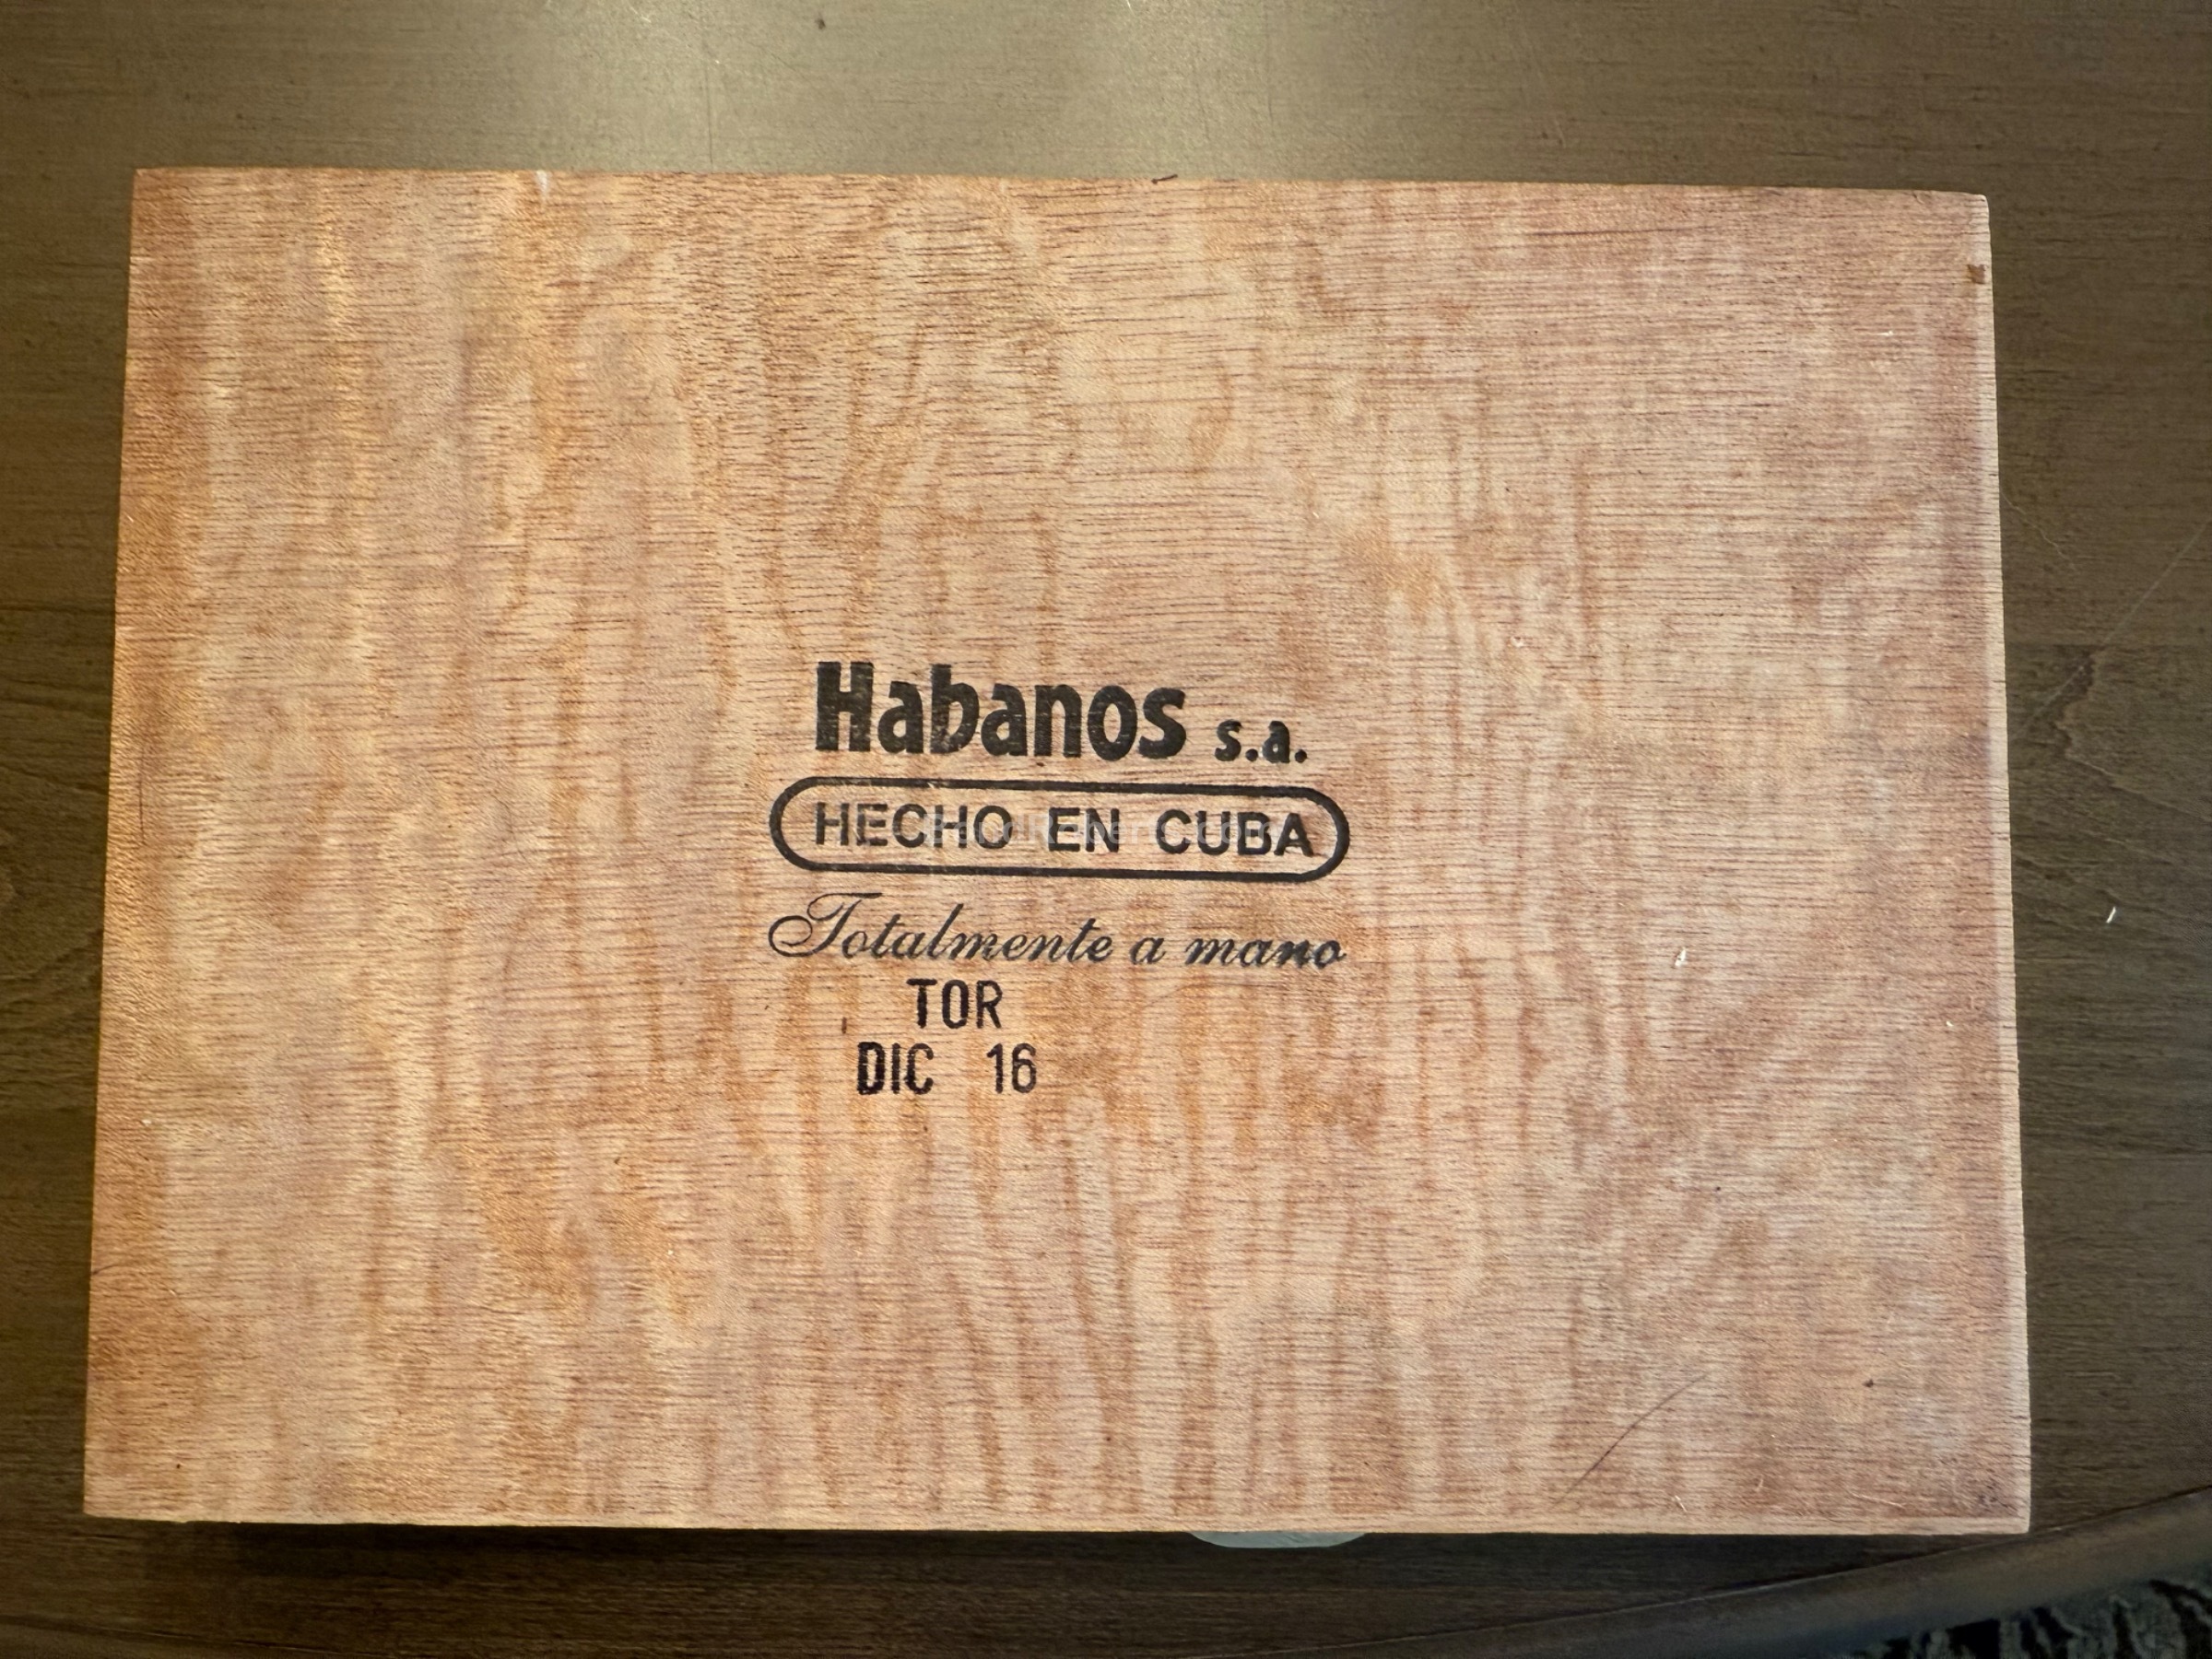 Habanos s.a.
HECHO EN CUBA
Totalmente a mano
TOR
DIC 16